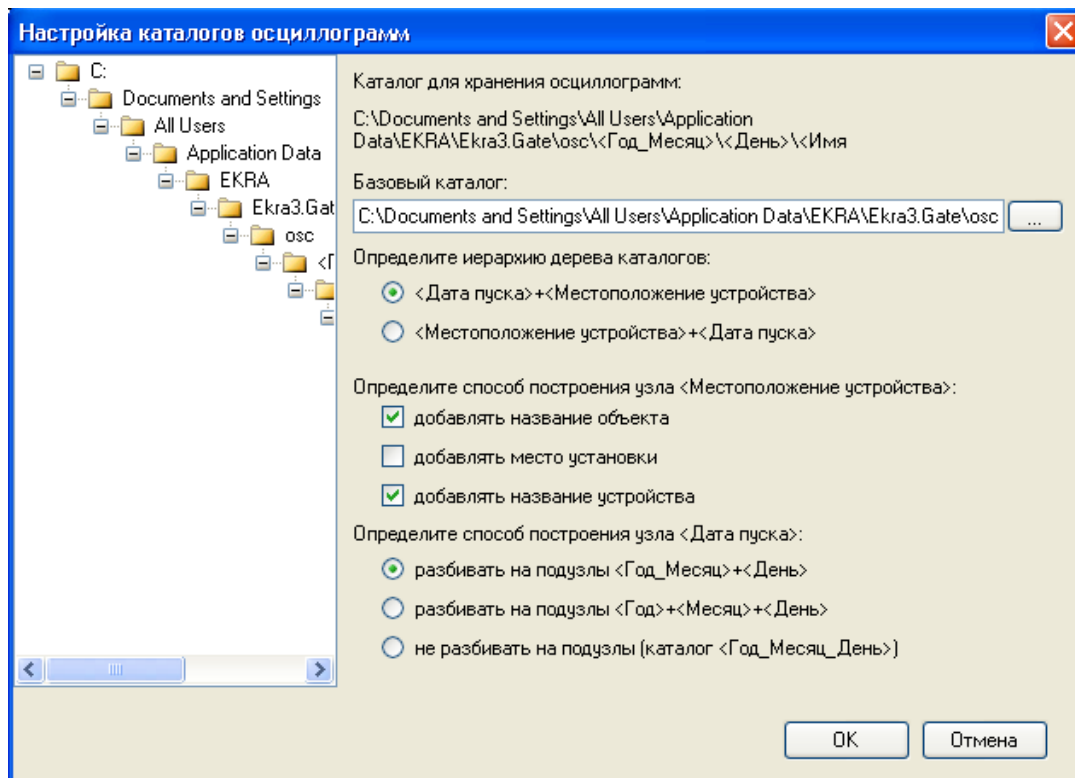 Настройка каталогов осциллограмм
C:
Documents and Settings
All Users
Application Data
EKRA
Ekra3.Gat
osc
<Г
Каталог для хранения осциллограмм:
C:\Documents and Settings\All Users\Application
Data\EKRA\Ekra3.Gate\osc\<Год_Месяц>\<День>\<Имя
Базовый каталог:
C:\Documents and Settings\All Users\Application Data\EKRA\Ekra3.Gate\osc
...
Определите иерархию дерева каталогов:
<Дата пуска>+<Местоположение устройства>
<Местоположение устройства>+<Дата пуска>
Определите способ построения узла <Местоположение устройства>:
добавлять название объекта
добавлять место установки
добавлять название устройства
Определите способ построения узла <Дата пуска>:
разбивать на подузлы <Год_Месяц>+<День>
разбивать на подузлы <Год>+<Месяц>+<День>
не разбивать на подузлы (каталог <Год_Месяц_День>)
OK
Отмена